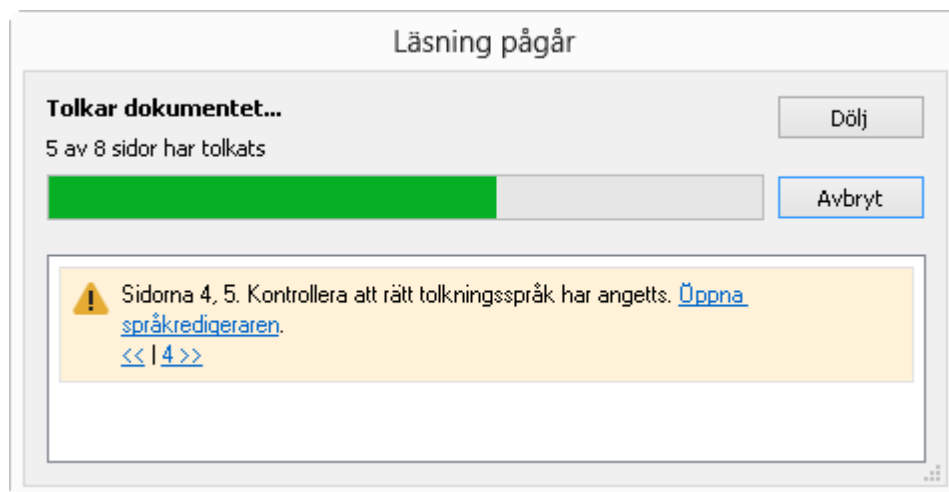 Läsning pågår
Tolkar dokumentet...
Dölj
5 av 8 sidor har tolkats
Avbryt
Sidorna 4, 5. Kontrollera att rätt tolkningsspråk har angetts. Öppna
språkredigeraren.
<< | 4 >>